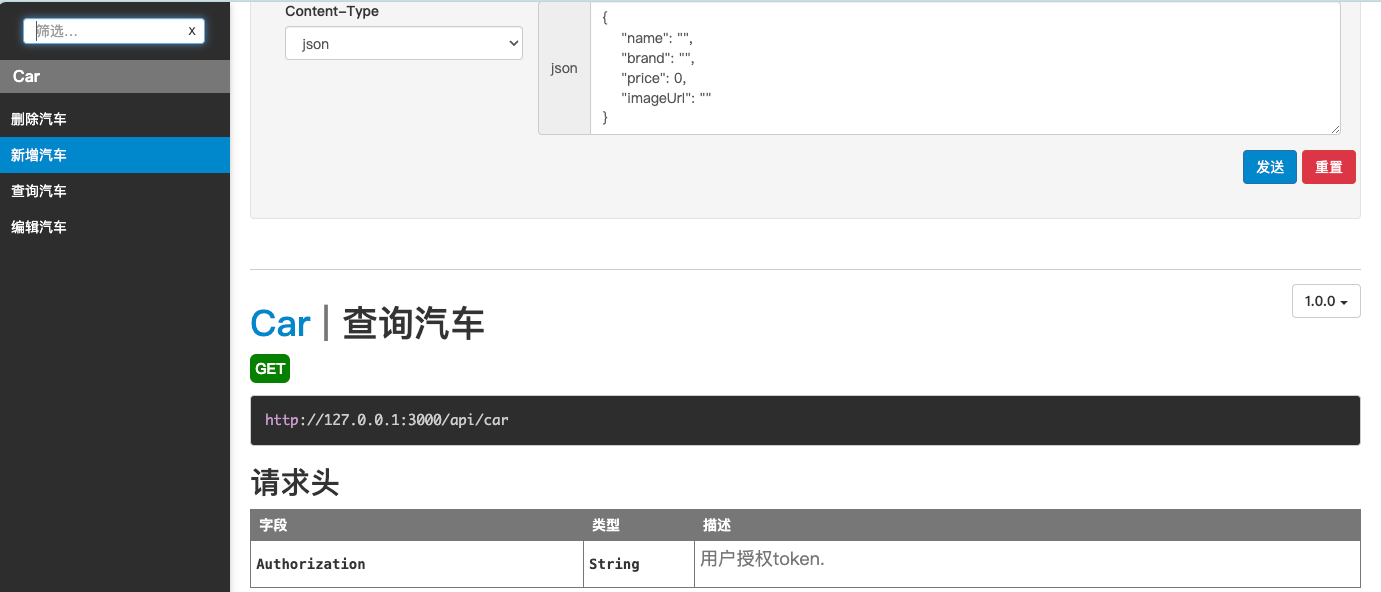 筛选...
x
Car
删除汽车
新增汽车
查询汽车
编辑汽车
Content-Type
json
json
{
"name": "",
"brand": "",
"price": 0,
"imageUrl": ""
}
发送
重置
1.0.0
Car | 查询汽车
GET
http://127.0.0.1:3000/api/car
请求头
字段 类型 描述
Authorization String 用户授权token.